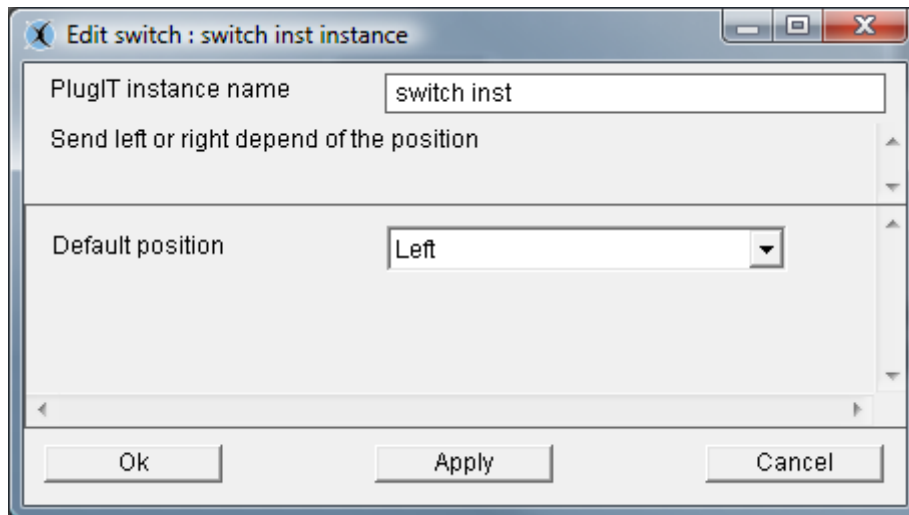 Edit switch : switch inst instance
PlugIT instance name
switch inst
Send left or right depend of the position
Default position
Left
Ok
Apply
Cancel